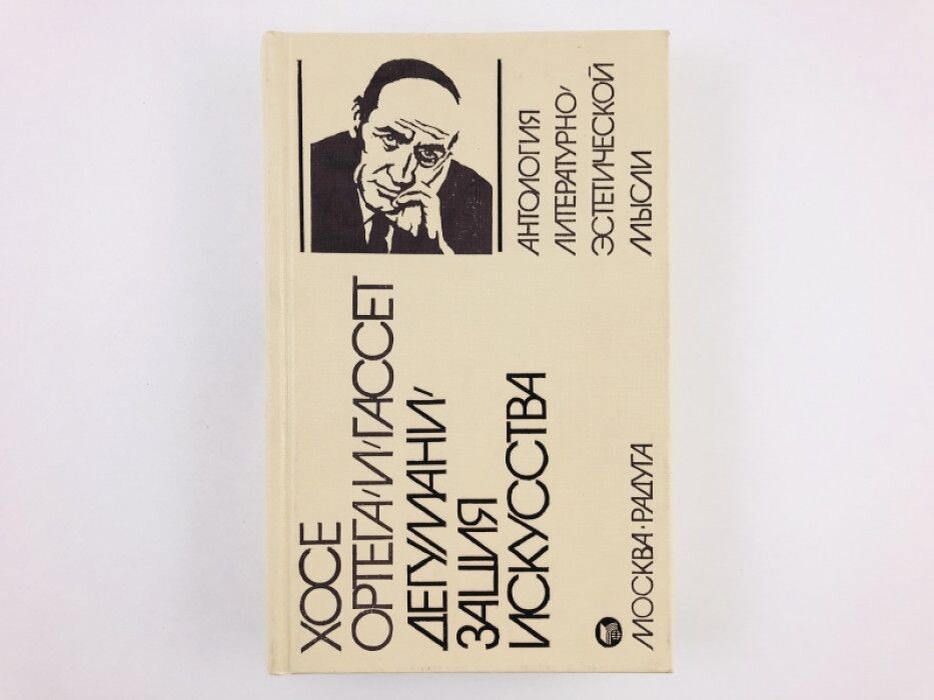 ХОСЕ
ОРТЕГА-И-ГАССЕТ
ДЕГУМАНИ-
ЗАЦИЯ
ИСКУССТВА
АНТОЛОГИЯ
ЛИТЕРАТУРНО-
ЭСТЕТИЧЕСКОЙ
МЫСЛИ
МОСКВА·РАДУГА